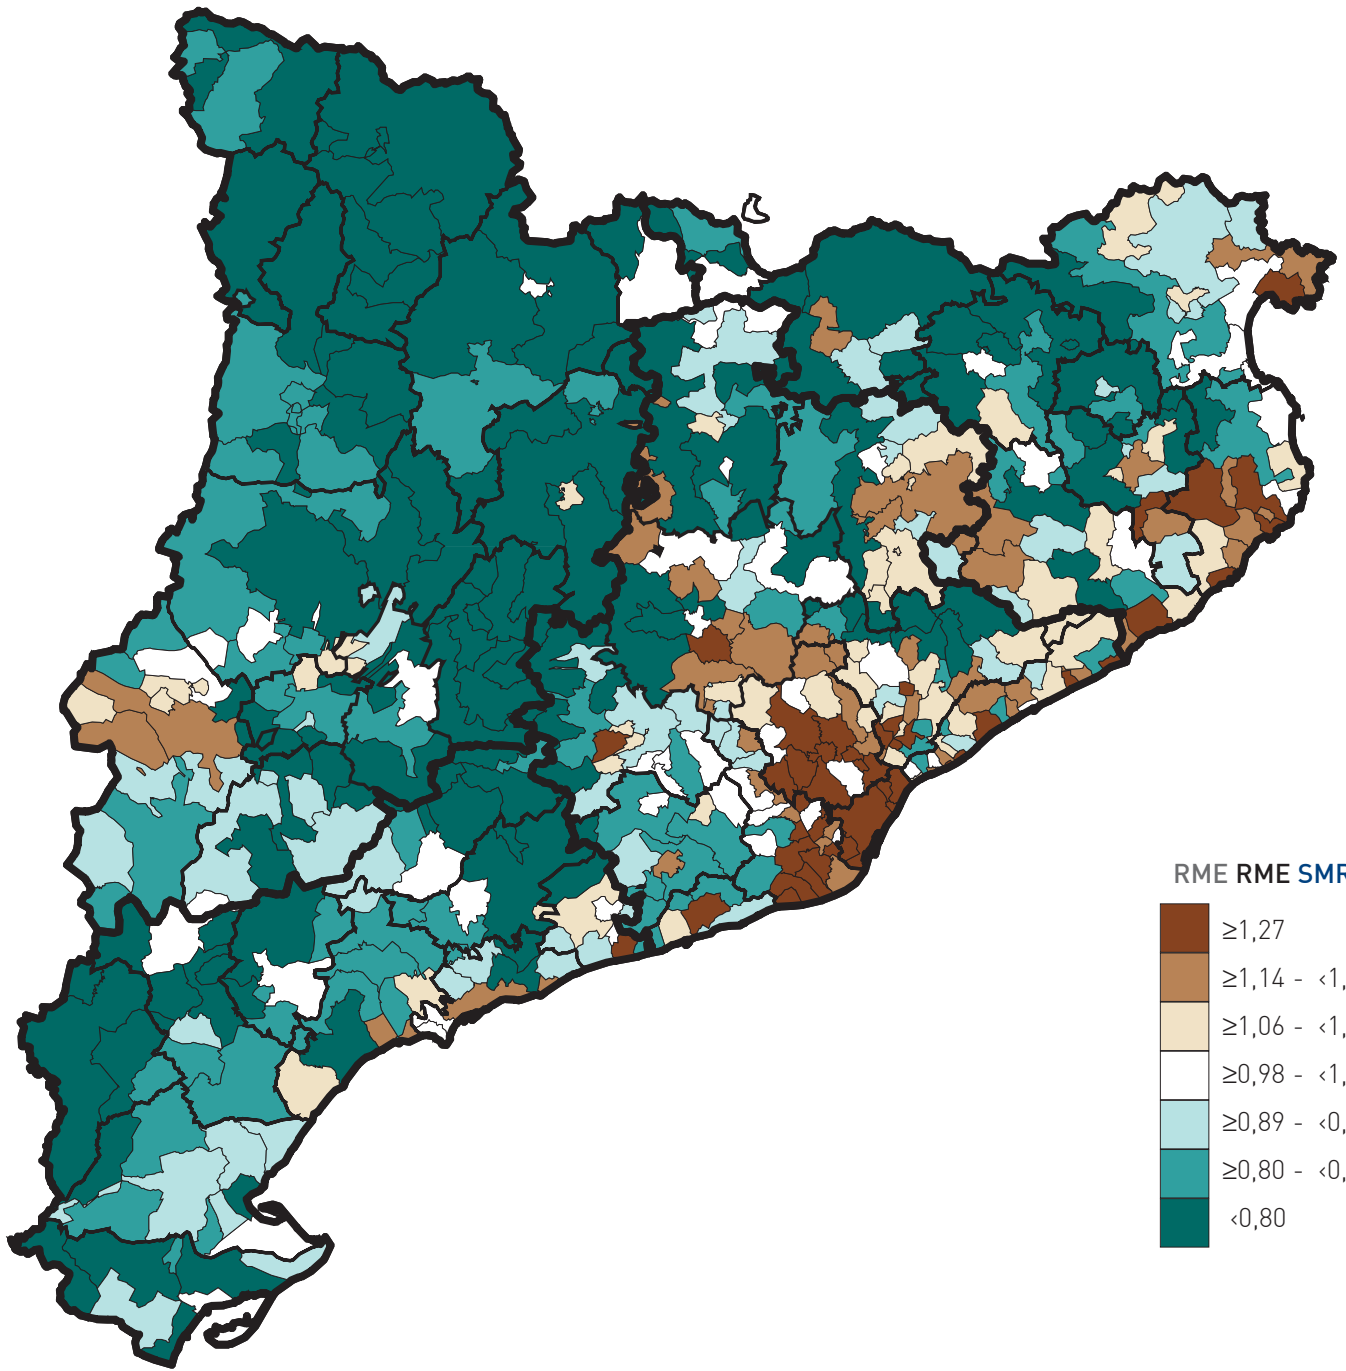 RME RME SMR
≥1,27
≥1,14 - <1,
≥1,06 - <1,
≥0,98 - <1,
≥0,89 - <0,
≥0,80 - <0,
<0,80